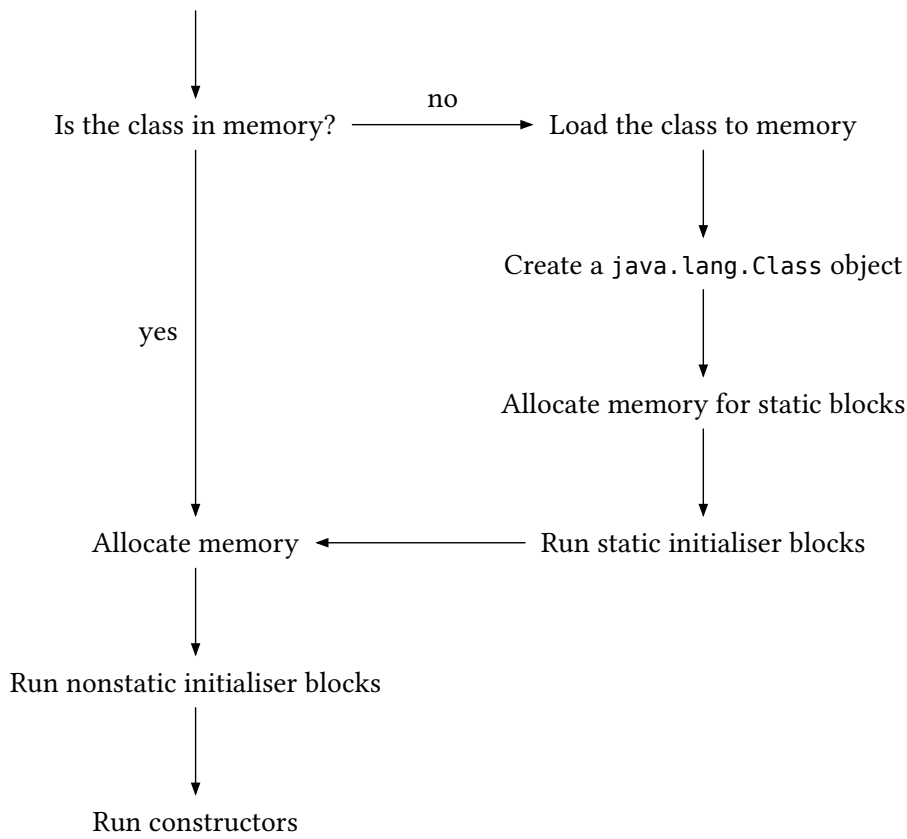 no
Is the class in memory?
Load the class to memory
Create a java.lang.Class object
yes
Allocate memory for static blocks
Allocate memory
Run static initialiser blocks
Run nonstatic initialiser blocks
Run constructors